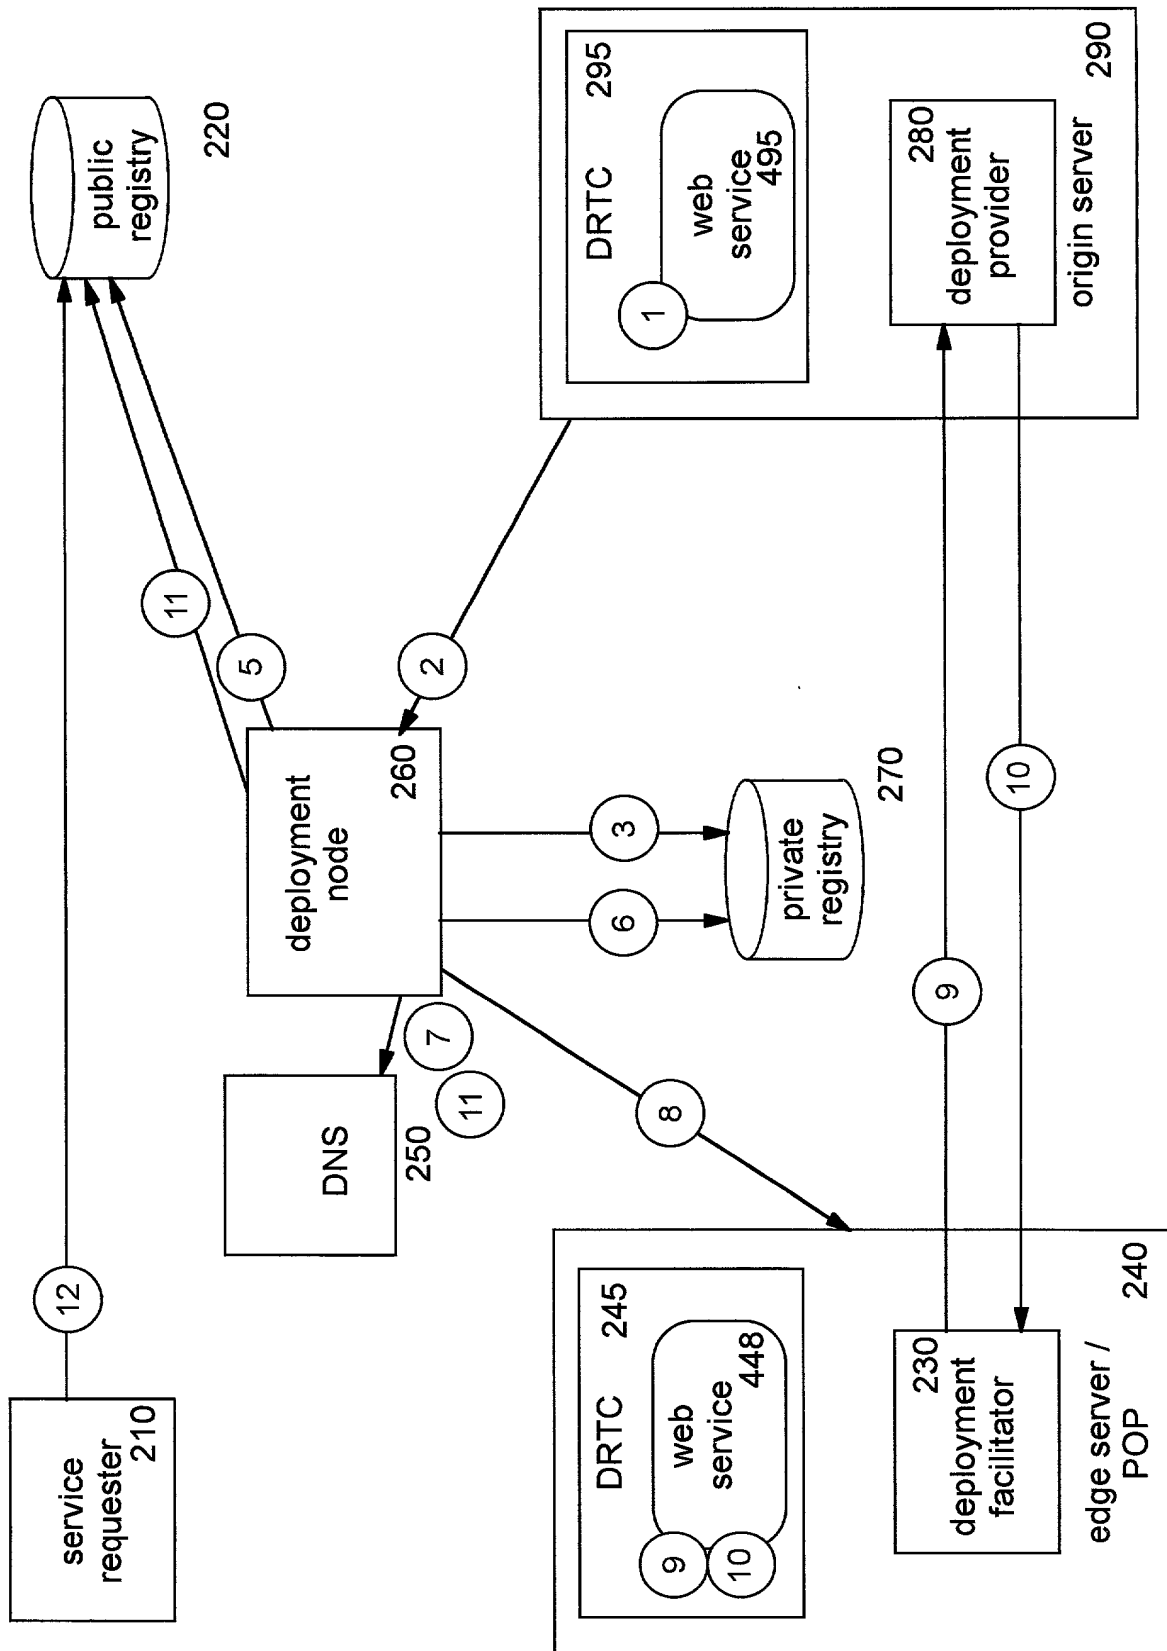 service
requester
210
12
public
registry
220
11
5
DNS
250
deployment
node
260
7
11
2
3
6
8
private
registry
270
DRTC
245
web
service
448
9
10
deployment
facilitator
230
edge server /
POP
240
9
10
DRTC
295
1
web
service
495
deployment
provider
280
origin server
290